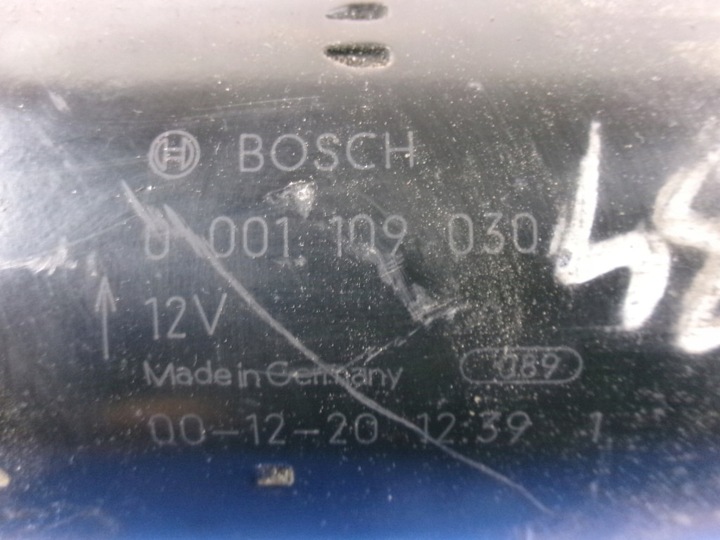 BOSCH
0 001 109 030
12V
Made in Germany 089
00-12-20 12:39 1